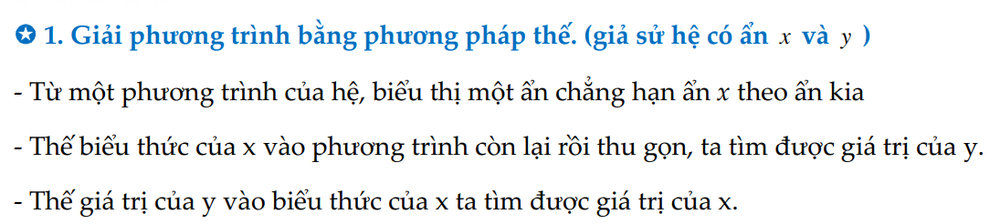 ✪ 1. Giải phương trình bằng phương pháp thế. (giả sử hệ có ẩn x và y )
- Từ một phương trình của hệ, biểu thị một ẩn chẳng hạn ẩn x theo ẩn kia
- Thế biểu thức của x vào phương trình còn lại rồi thu gọn, ta tìm được giá trị của y.
- Thế giá trị của y vào biểu thức của x ta tìm được giá trị của x.